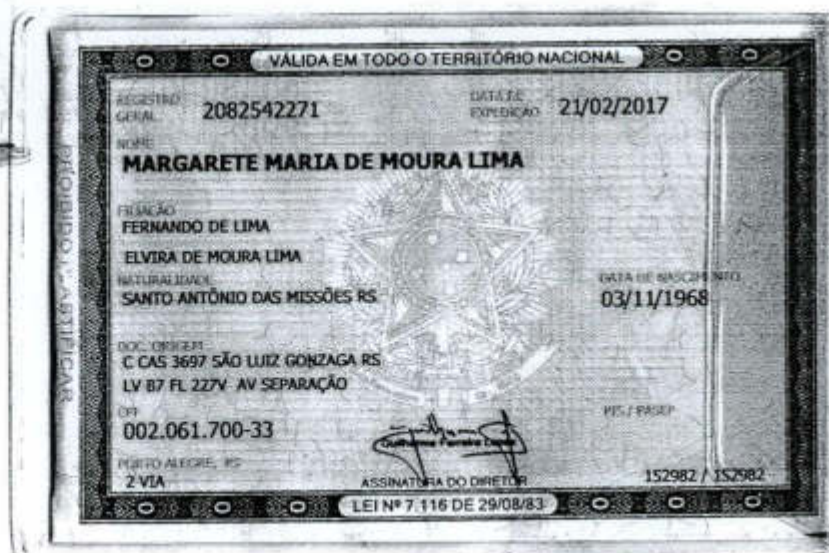 VÁLIDA EM TODO O TERRITÓRIO NACIONAL
REGISTRO GERAL 2082542271 DATA DE EXPEDIÇÃO 21/02/2017
NOME
MARGARETE MARIA DE MOURA LIMA
FILIAÇÃO
FERNANDO DE LIMA
ELVIRA DE MOURA LIMA
NATURALIDADE DATA DE NASCIMENTO
SANTO ANTÔNIO DAS MISSÕES RS 03/11/1968
DOC. ORIGEM
C CAS 3697 SÃO LUIZ GONZAGA RS
LV B7 FL 227V AV SEPARAÇÃO
CPF PIS / PASEP
002.061.700-33
PORTO ALEGRE, RS
2 VIA ASSINATURA DO DIRETOR 152982 / 152982
LEI Nº 7.116 DE 29/08/83
PROIBIDO PLASTIFICAR